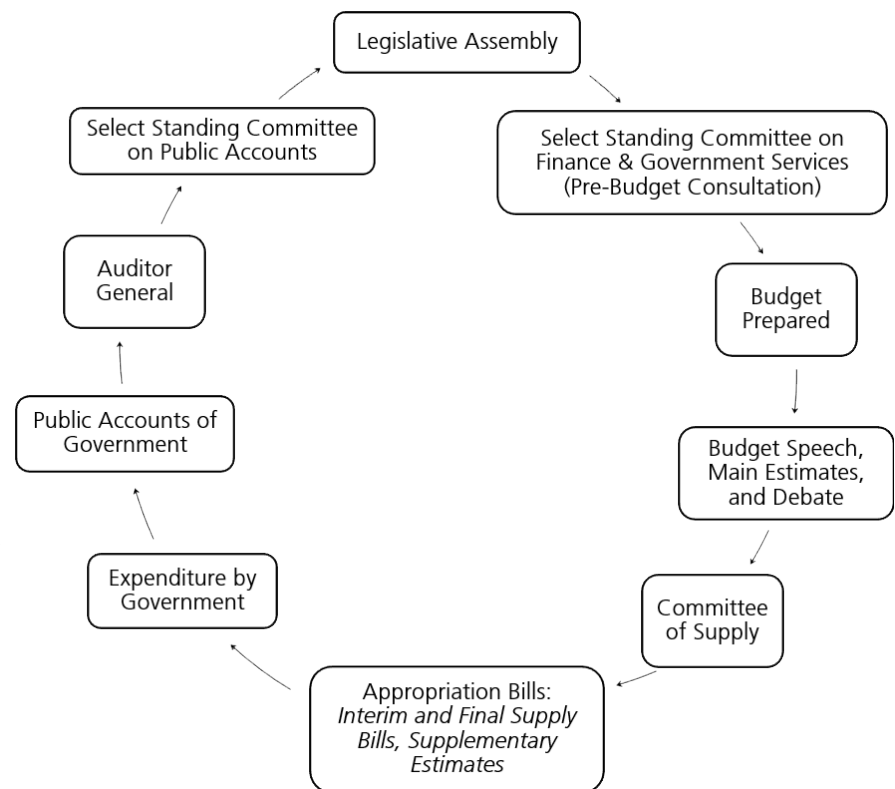 Legislative Assembly
Select Standing Committee on
Finance & Government Services
(Pre-Budget Consultation)
Budget
Prepared
Budget Speech,
Main Estimates,
and Debate
Committee
of Supply
Appropriation Bills:
Interim and Final Supply
Bills, Supplementary
Estimates
Expenditure by
Government
Public Accounts of
Government
Auditor
General
Select Standing Committee
on Public Accounts